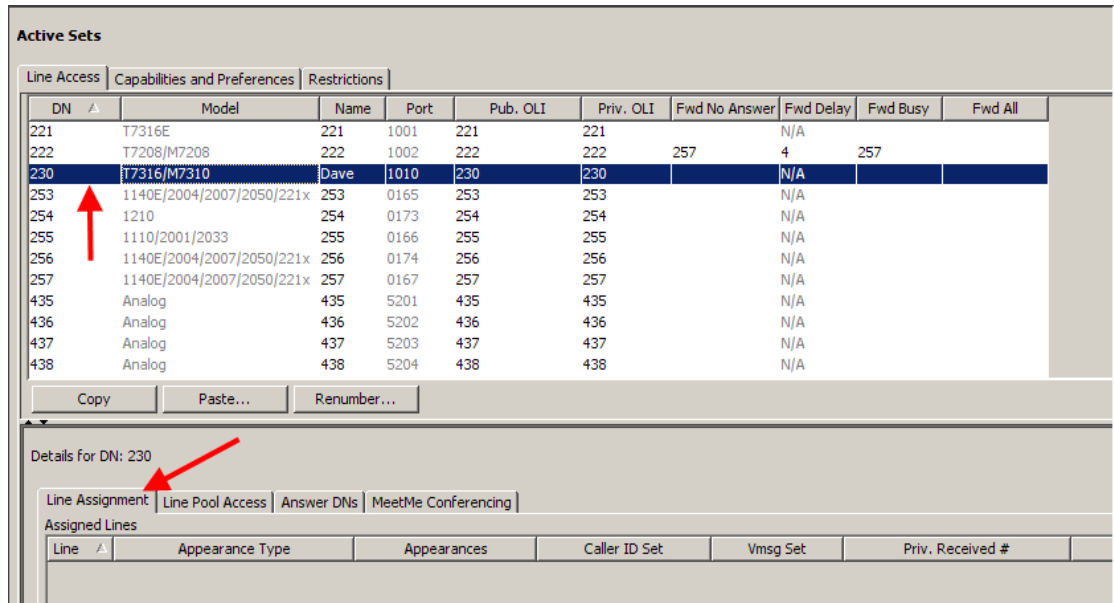 Active Sets
Line Access Capabilities and Preferences Restrictions
DN Model Name Port Pub. OLI Priv. OLI Fwd No Answer Fwd Delay Fwd Busy Fwd All
221 T7316E 221 1001 221 221 N/A
222 T7208/M7208 222 1002 222 222 257 4 257
230 T7316/M7310 Dave 1010 230 230 N/A
253 1140E/2004/2007/2050/221x 253 0165 253 253 N/A
254 1210 254 0173 254 254 N/A
255 1110/2001/2033 255 0166 255 255 N/A
256 1140E/2004/2007/2050/221x 256 0174 256 256 N/A
257 1140E/2004/2007/2050/221x 257 0167 257 257 N/A
435 Analog 435 5201 435 435 N/A
436 Analog 436 5202 436 436 N/A
437 Analog 437 5203 437 437 N/A
438 Analog 438 5204 438 438 N/A
Copy Paste... Renumber...
Details for DN: 230
Line Assignment Line Pool Access Answer DNs MeetMe Conferencing
Assigned Lines
Line Appearance Type Appearances Caller ID Set Vmsg Set Priv. Received #